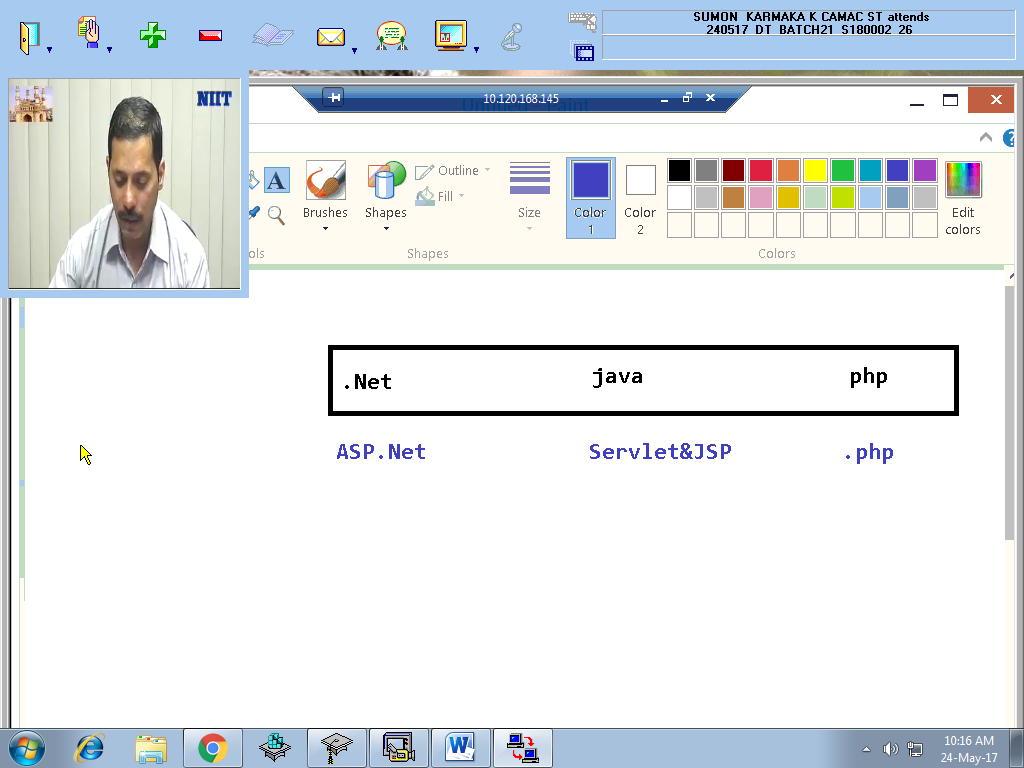 SUMON KARMAKA K CAMAC ST attends
240517 DT BATCH21 S180002 26
NIIT
10.120.168.145
A
Outline
Fill
Brushes
Shapes
Size
Color 1
Color 2
Edit colors
Shapes
Colors
.Net java php
ASP.Net Servlet&JSP .php
10:16 AM
24-May-17